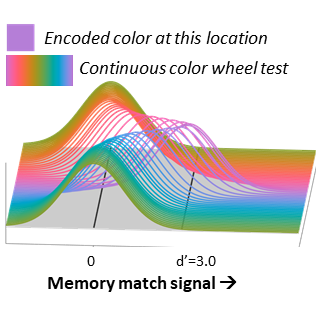 Encoded color at this location
Continuous color wheel test
0
d’=3.0
Memory match signal →